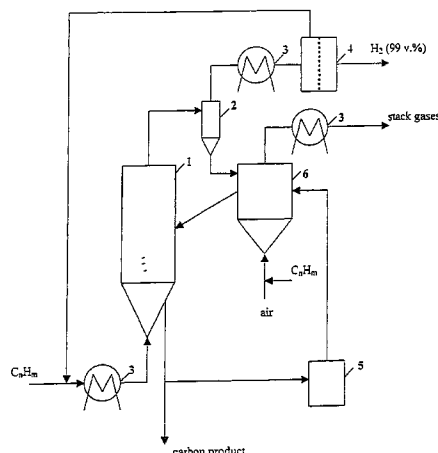 3
4
H₂ (99 v.%)
2
3
stack gases
1
6
CₙHₘ
air
CₙHₘ
3
5
carbon product